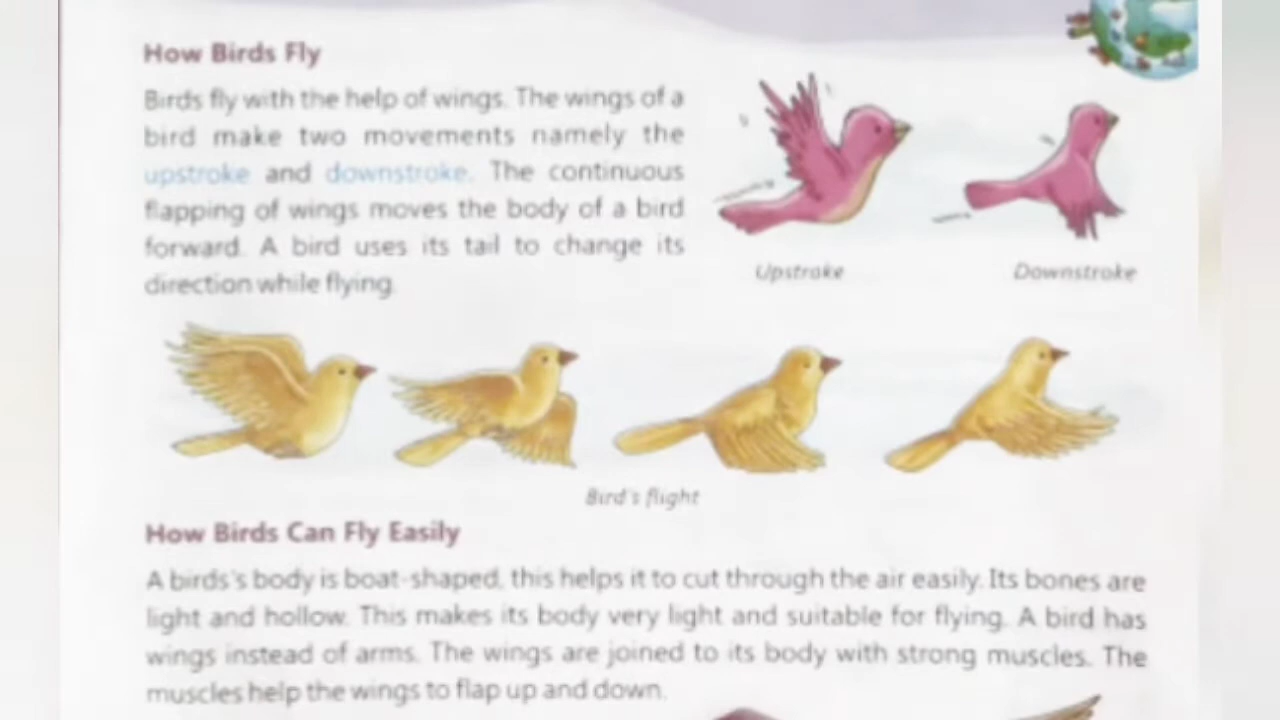 How Birds Fly
Birds fly with the help of wings. The wings of a
bird make two movements namely the
upstroke and downstroke. The continuous
flapping of wings moves the body of a bird
forward. A bird uses its tail to change its
direction while flying.
Upstroke
Downstroke
Bird's flight
How Birds Can Fly Easily
A birds's body is boat-shaped, this helps it to cut through the air easily. Its bones are
light and hollow. This makes its body very light and suitable for flying. A bird has
wings instead of arms. The wings are joined to its body with strong muscles. The
muscles help the wings to flap up and down.